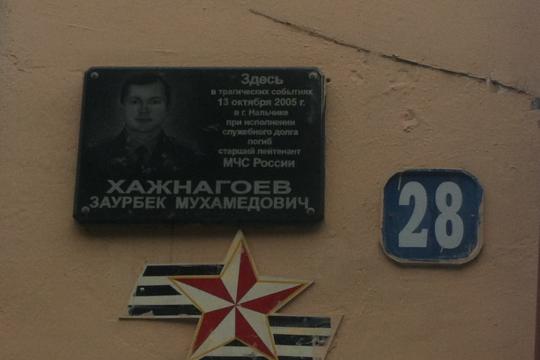 Здесь
в трагических событиях
13 октября 2005 г.
в г. Нальчике
при исполнении
служебного долга
погиб
старший лейтенант
МЧС России
ХАЖНАГОЕВ
ЗАУРБЕК МУХАМЕДОВИЧ
28